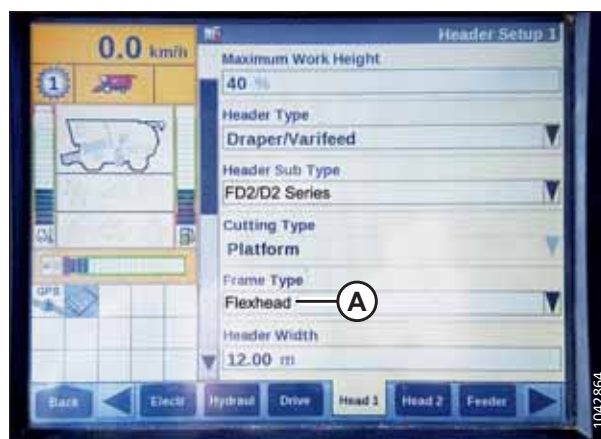 0.0 km/h
Header Setup 1
1
Maximum Work Height
40 %
Header Type
Draper/Varifeed
Header Sub Type
FD2/D2 Series
Cutting Type
Platform
Frame Type
Flexhead
A
GPS
Header Width
12.00 m
Back
Electr
Hydraul
Drive
Head 1
Head 2
Feeder
1042864